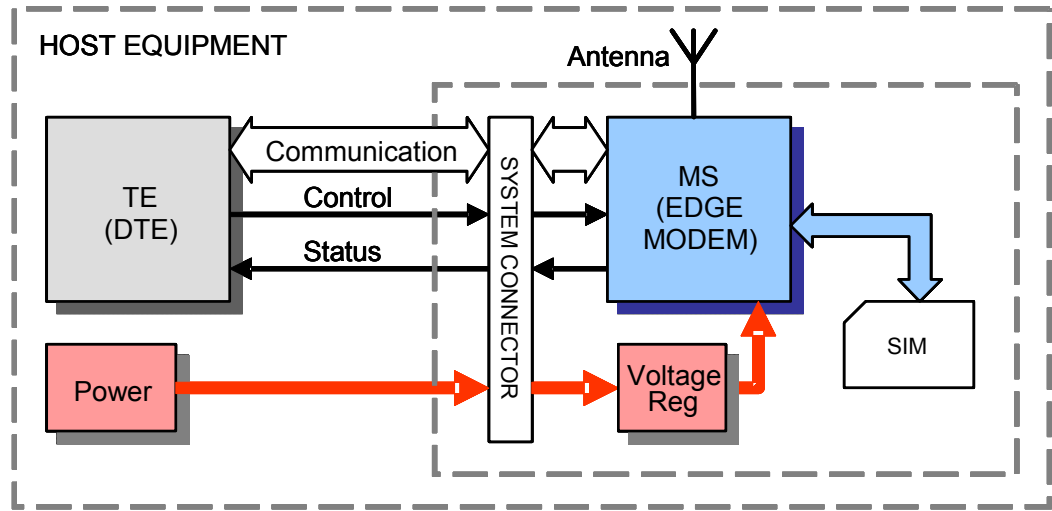 HOST EQUIPMENT
Antenna
TE
(DTE)
Communication
Control
Status
SYSTEM CONNECTOR
MS
(EDGE
MODEM)
SIM
Power
Voltage
Reg